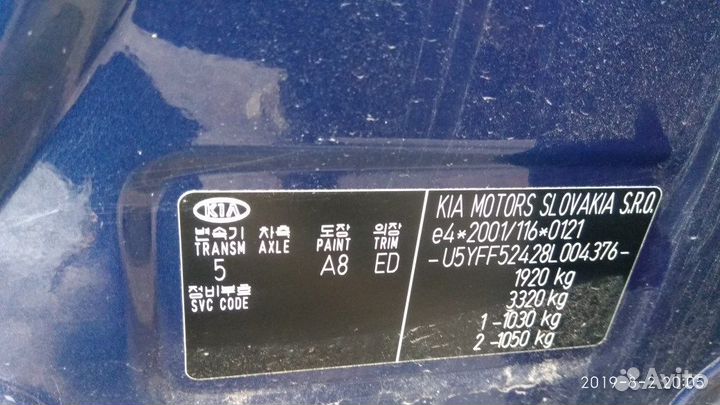 KIA
변속기 차축 도장 의장
TRANSM AXLE PAINT TRIM
5 A8 ED
정비부호
SVC CODE
KIA MOTORS SLOVAKIA S.R.O.
e4*2001/116*0121
-U5YFF52428L004376-
1920 kg
3320 kg
1 -1030 kg
2 -1050 kg
Avito
2019-8-2 20:05